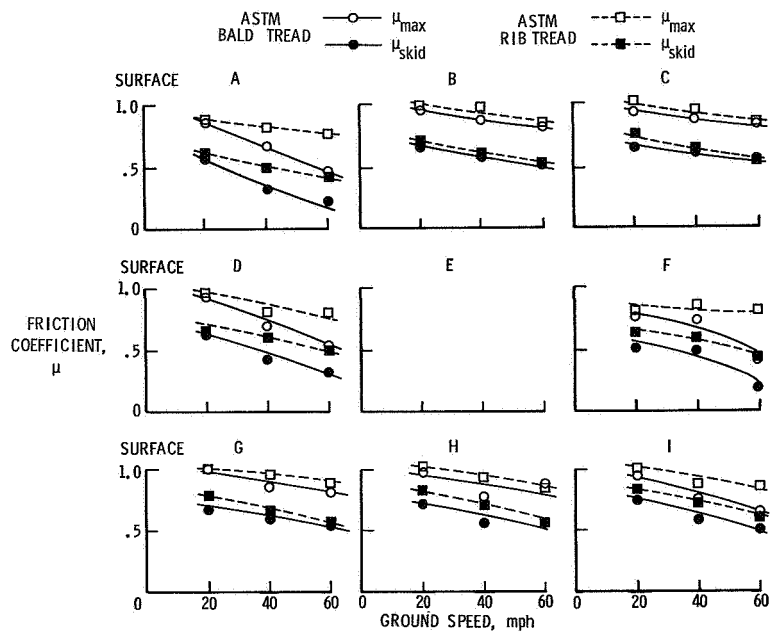 ASTM BALD TREAD
μmax
μskid
ASTM RIB TREAD
μmax
μskid
SURFACE A B C
1.0
.5
0
SURFACE D E F
1.0
.5
0
FRICTION COEFFICIENT, μ
SURFACE G H I
1.0
.5
0 20 40 60 0 20 40 60 0 20 40 60
GROUND SPEED, mph